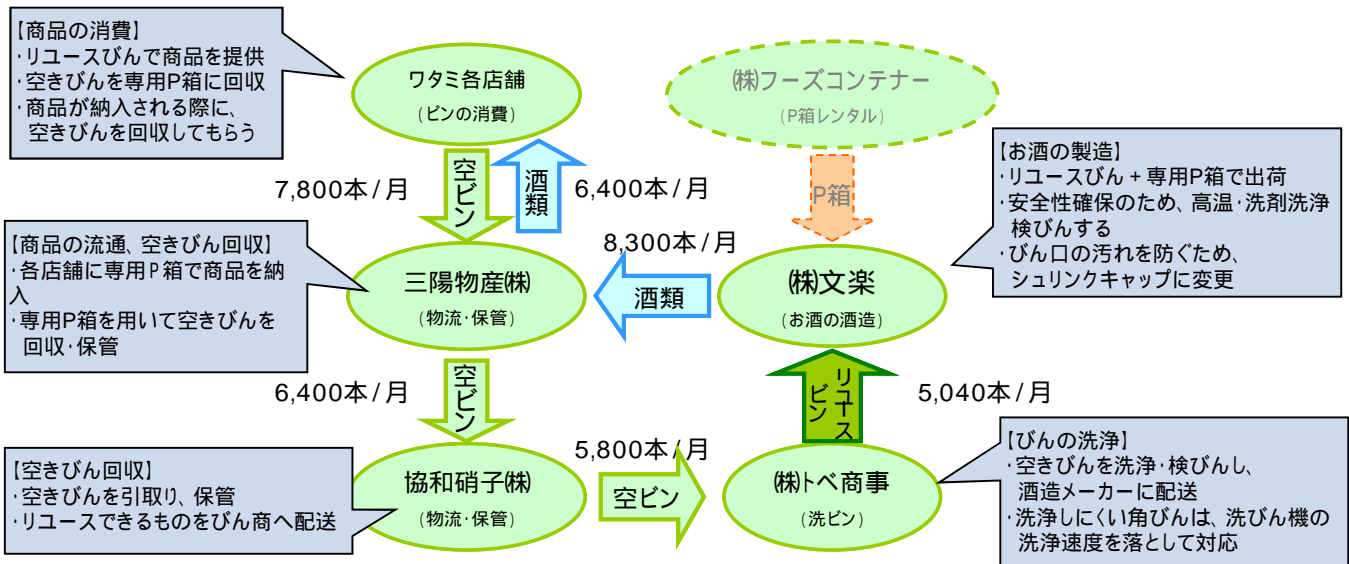 【商品の消費】
・リユースびんで商品を提供
・空きびんを専用P箱に回収
・商品が納入される際に、
空きびんを回収してもらう
ワタミ各店舗
(ビンの消費)
㈱フーズコンテナー
(P箱レンタル)
【お酒の製造】
・リユースびん + 専用P箱で出荷
・安全性確保のため、高温・洗剤洗浄
検びんする
・びん口の汚れを防ぐため、
シュリンクキャップに変更
7,800本/月
空ビン
酒類
6,400本/月
P箱
【商品の流通、空きびん回収】
・各店舗に専用P箱で商品を納
入
・専用P箱を用いて空きびんを
回収・保管
三陽物産㈱
(物流・保管)
8,300本/月
酒類
㈱文楽
(お酒の酒造)
6,400本/月
空ビン
リユース
ビン
5,040本/月
【空きびん回収】
・空きびんを引取り、保管
・リユースできるものをびん商へ配送
協和硝子㈱
(物流・保管)
5,800本/月
空ビン
㈱トベ商事
(洗ビン)
【びんの洗浄】
・空きびんを洗浄・検びんし、
酒造メーカーに配送
・洗浄しにくい角びんは、洗びん機の
洗浄速度を落として対応